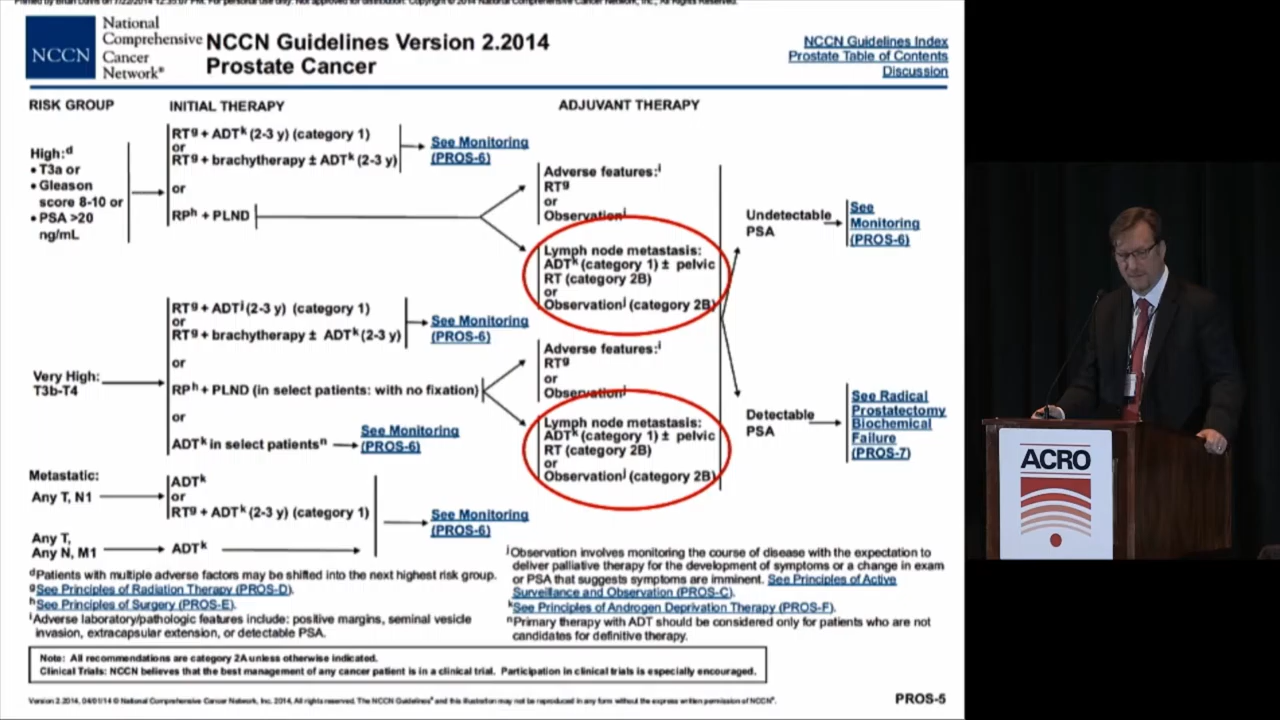 Printed by Brian Davis on 7/22/2014 12:35:07 PM. For personal use only. Not approved for distribution. Copyright © 2014 National Comprehensive Cancer Network, Inc., All Rights Reserved.
NCCN
National
Comprehensive
Cancer
Network®
NCCN Guidelines Version 2.2014
Prostate Cancer
NCCN Guidelines Index
Prostate Table of Contents
Discussion
RISK GROUP
INITIAL THERAPY
ADJUVANT THERAPY
High:d
• T3a or
• Gleason
score 8-10 or
• PSA >20
ng/mL
RTg + ADTk (2-3 y) (category 1)
or
RTg + brachytherapy ± ADTk (2-3 y)
See Monitoring
(PROS-6)
or
RPh + PLND
Adverse features:i
RTg
or
Observationj
Lymph node metastasis:
ADTk (category 1) ± pelvic
RT (category 2B)
or
Observationj (category 2B)
Undetectable
PSA
See
Monitoring
(PROS-6)
Very High:
T3b-T4
RTg + ADTj (2-3 y) (category 1)
or
RTg + brachytherapy ± ADTk (2-3 y)
See Monitoring
(PROS-6)
or
RPh + PLND (in select patients: with no fixation)
or
ADTk in select patientsn
See Monitoring
(PROS-6)
Adverse features:i
RTg
or
Observationj
Lymph node metastasis:
ADTk (category 1) ± pelvic
RT (category 2B)
or
Observationj (category 2B)
Detectable
PSA
See Radical
Prostatectomy
Biochemical
Failure
(PROS-7)
Metastatic:
Any T, N1
ADTk
or
RTg + ADTk (2-3 y) (category 1)
Any T,
Any N, M1
ADTk
See Monitoring
(PROS-6)
dPatients with multiple adverse factors may be shifted into the next highest risk group.
gSee Principles of Radiation Therapy (PROS-D).
hSee Principles of Surgery (PROS-E).
iAdverse laboratory/pathologic features include: positive margins, seminal vesicle
invasion, extracapsular extension, or detectable PSA.
jObservation involves monitoring the course of disease with the expectation to
deliver palliative therapy for the development of symptoms or a change in exam
or PSA that suggests symptoms are imminent. See Principles of Active
Surveillance and Observation (PROS-C).
kSee Principles of Androgen Deprivation Therapy (PROS-F).
nPrimary therapy with ADT should be considered only for patients who are not
candidates for definitive therapy.
Note: All recommendations are category 2A unless otherwise indicated.
Clinical Trials: NCCN believes that the best management of any cancer patient is in a clinical trial. Participation in clinical trials is especially encouraged.
Version 2.2014, 04/01/14 © National Comprehensive Cancer Network, Inc. 2014, All rights reserved. The NCCN Guidelines® and this illustration may not be reproduced in any form without the express written permission of NCCN®.
PROS-5
ACRO